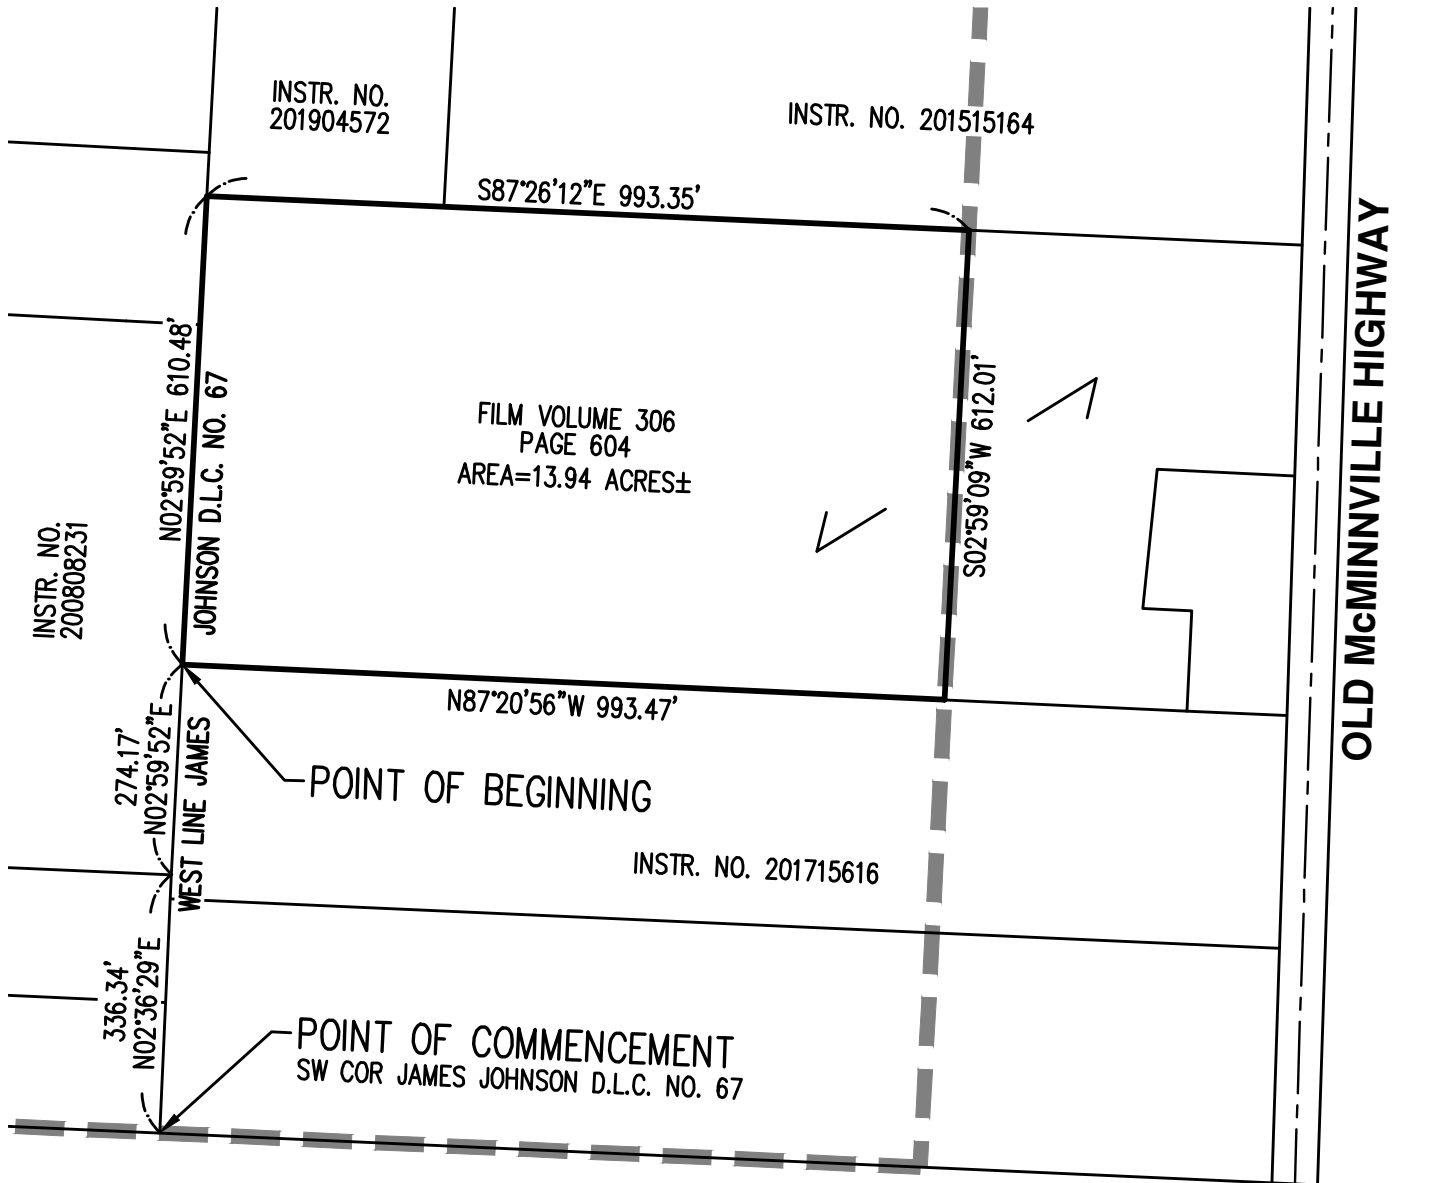 INSTR. NO.
201904572
INSTR. NO. 201515164
S87°26'12"E 993.35'
N02°59'52"E 610.48'
JOHNSON D.L.C. NO. 67
FILM VOLUME 306
PAGE 604
AREA=13.94 ACRES±
S02°59'09"W 612.01'
OLD McMINNVILLE HIGHWAY
INSTR. NO.
200808231
N87°20'56"W 993.47'
274.17'
N02°59'52"E
WEST LINE JAMES
POINT OF BEGINNING
INSTR. NO. 201715616
336.34'
N02°36'29"E
POINT OF COMMENCEMENT
SW COR JAMES JOHNSON D.L.C. NO. 67